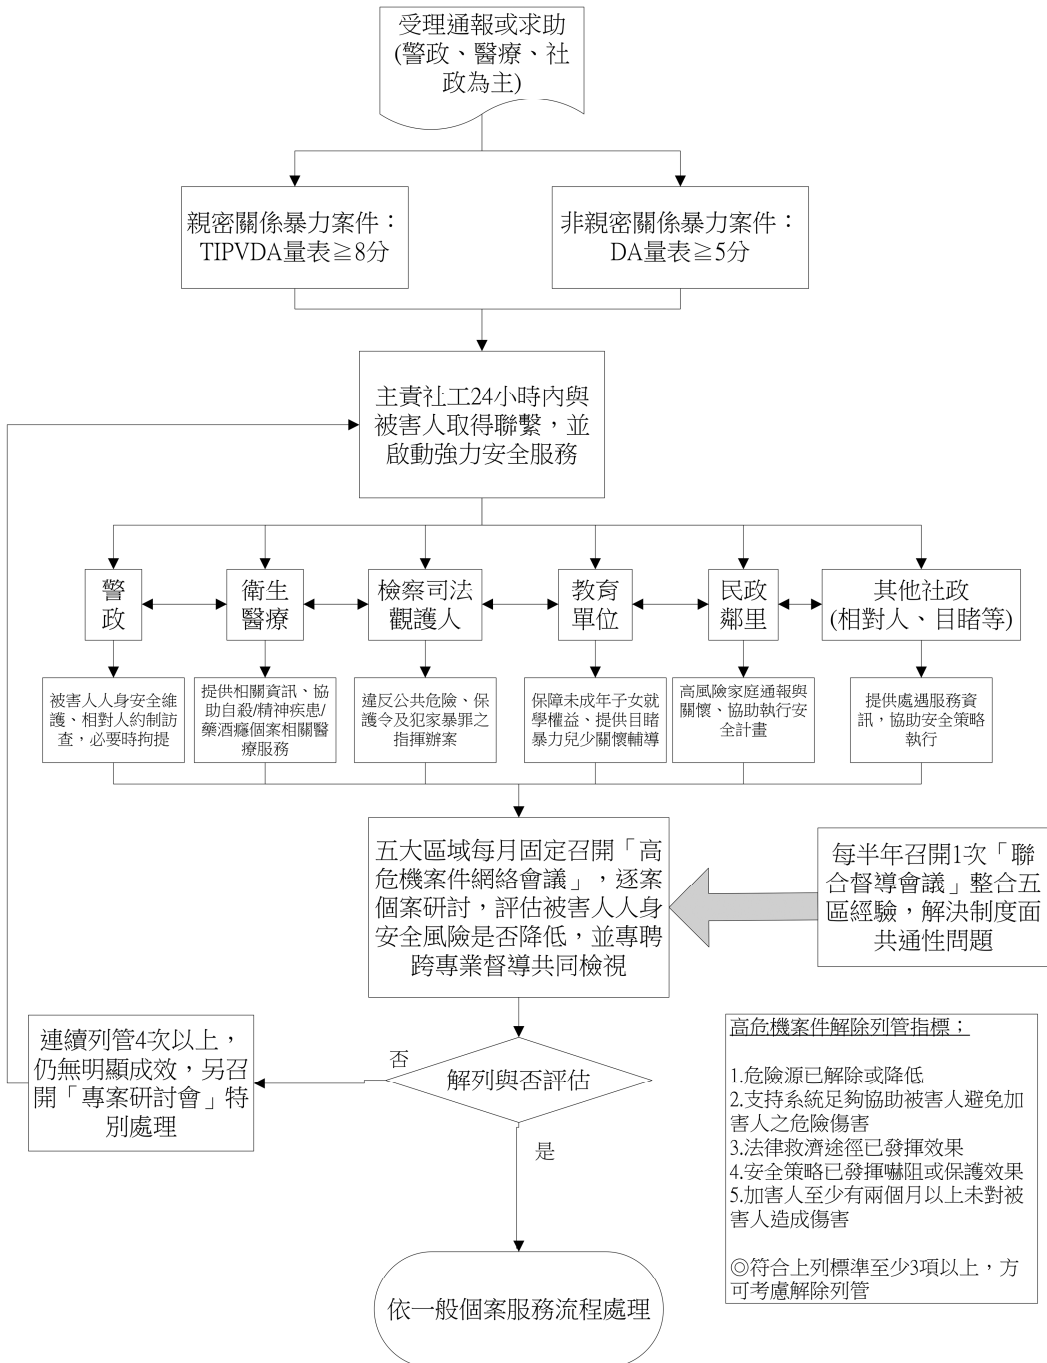 受理通報或求助
(警政、醫療、社
政為主)
親密關係暴力案件：
TIPVDA量表≧8分
非親密關係暴力案件：
DA量表≧5分
主責社工24小時內與
被害人取得聯繫，並
啟動強力安全服務
警
政
衛生
醫療
檢察司法
觀護人
教育
單位
民政
鄰里
其他社政
(相對人、目睹等)
被害人人身安全維
護、相對人約制訪
查，必要時拘提
提供相關資訊、協
助自殺/精神疾患/
藥酒癮個案相關醫
療服務
違反公共危險、保
護令及犯家暴罪之
指揮辦案
保障未成年子女就
學權益、提供目睹
暴力兒少關懷輔導
高風險家庭通報與
關懷、協助執行安
全計畫
提供處遇服務資
訊，協助安全策略
執行
五大區域每月固定召開「高
危機案件網絡會議」，逐案
個案研討，評估被害人人身
安全風險是否降低，並專聘
跨專業督導共同檢視
每半年召開1次「聯
合督導會議」整合五
區經驗，解決制度面
共通性問題
連續列管4次以上，
仍無明顯成效，另召
開「專案研討會」特
別處理
否
解列與否評估
是
依一般個案服務流程處理
高危機案件解除列管指標；
1.危險源已解除或降低
2.支持系統足夠協助被害人避免加
害人之危險傷害
3.法律救濟途徑已發揮效果
4.安全策略已發揮嚇阻或保護效果
5.加害人至少有兩個月以上未對被
害人造成傷害
◎符合上列標準至少3項以上，方
可考慮解除列管